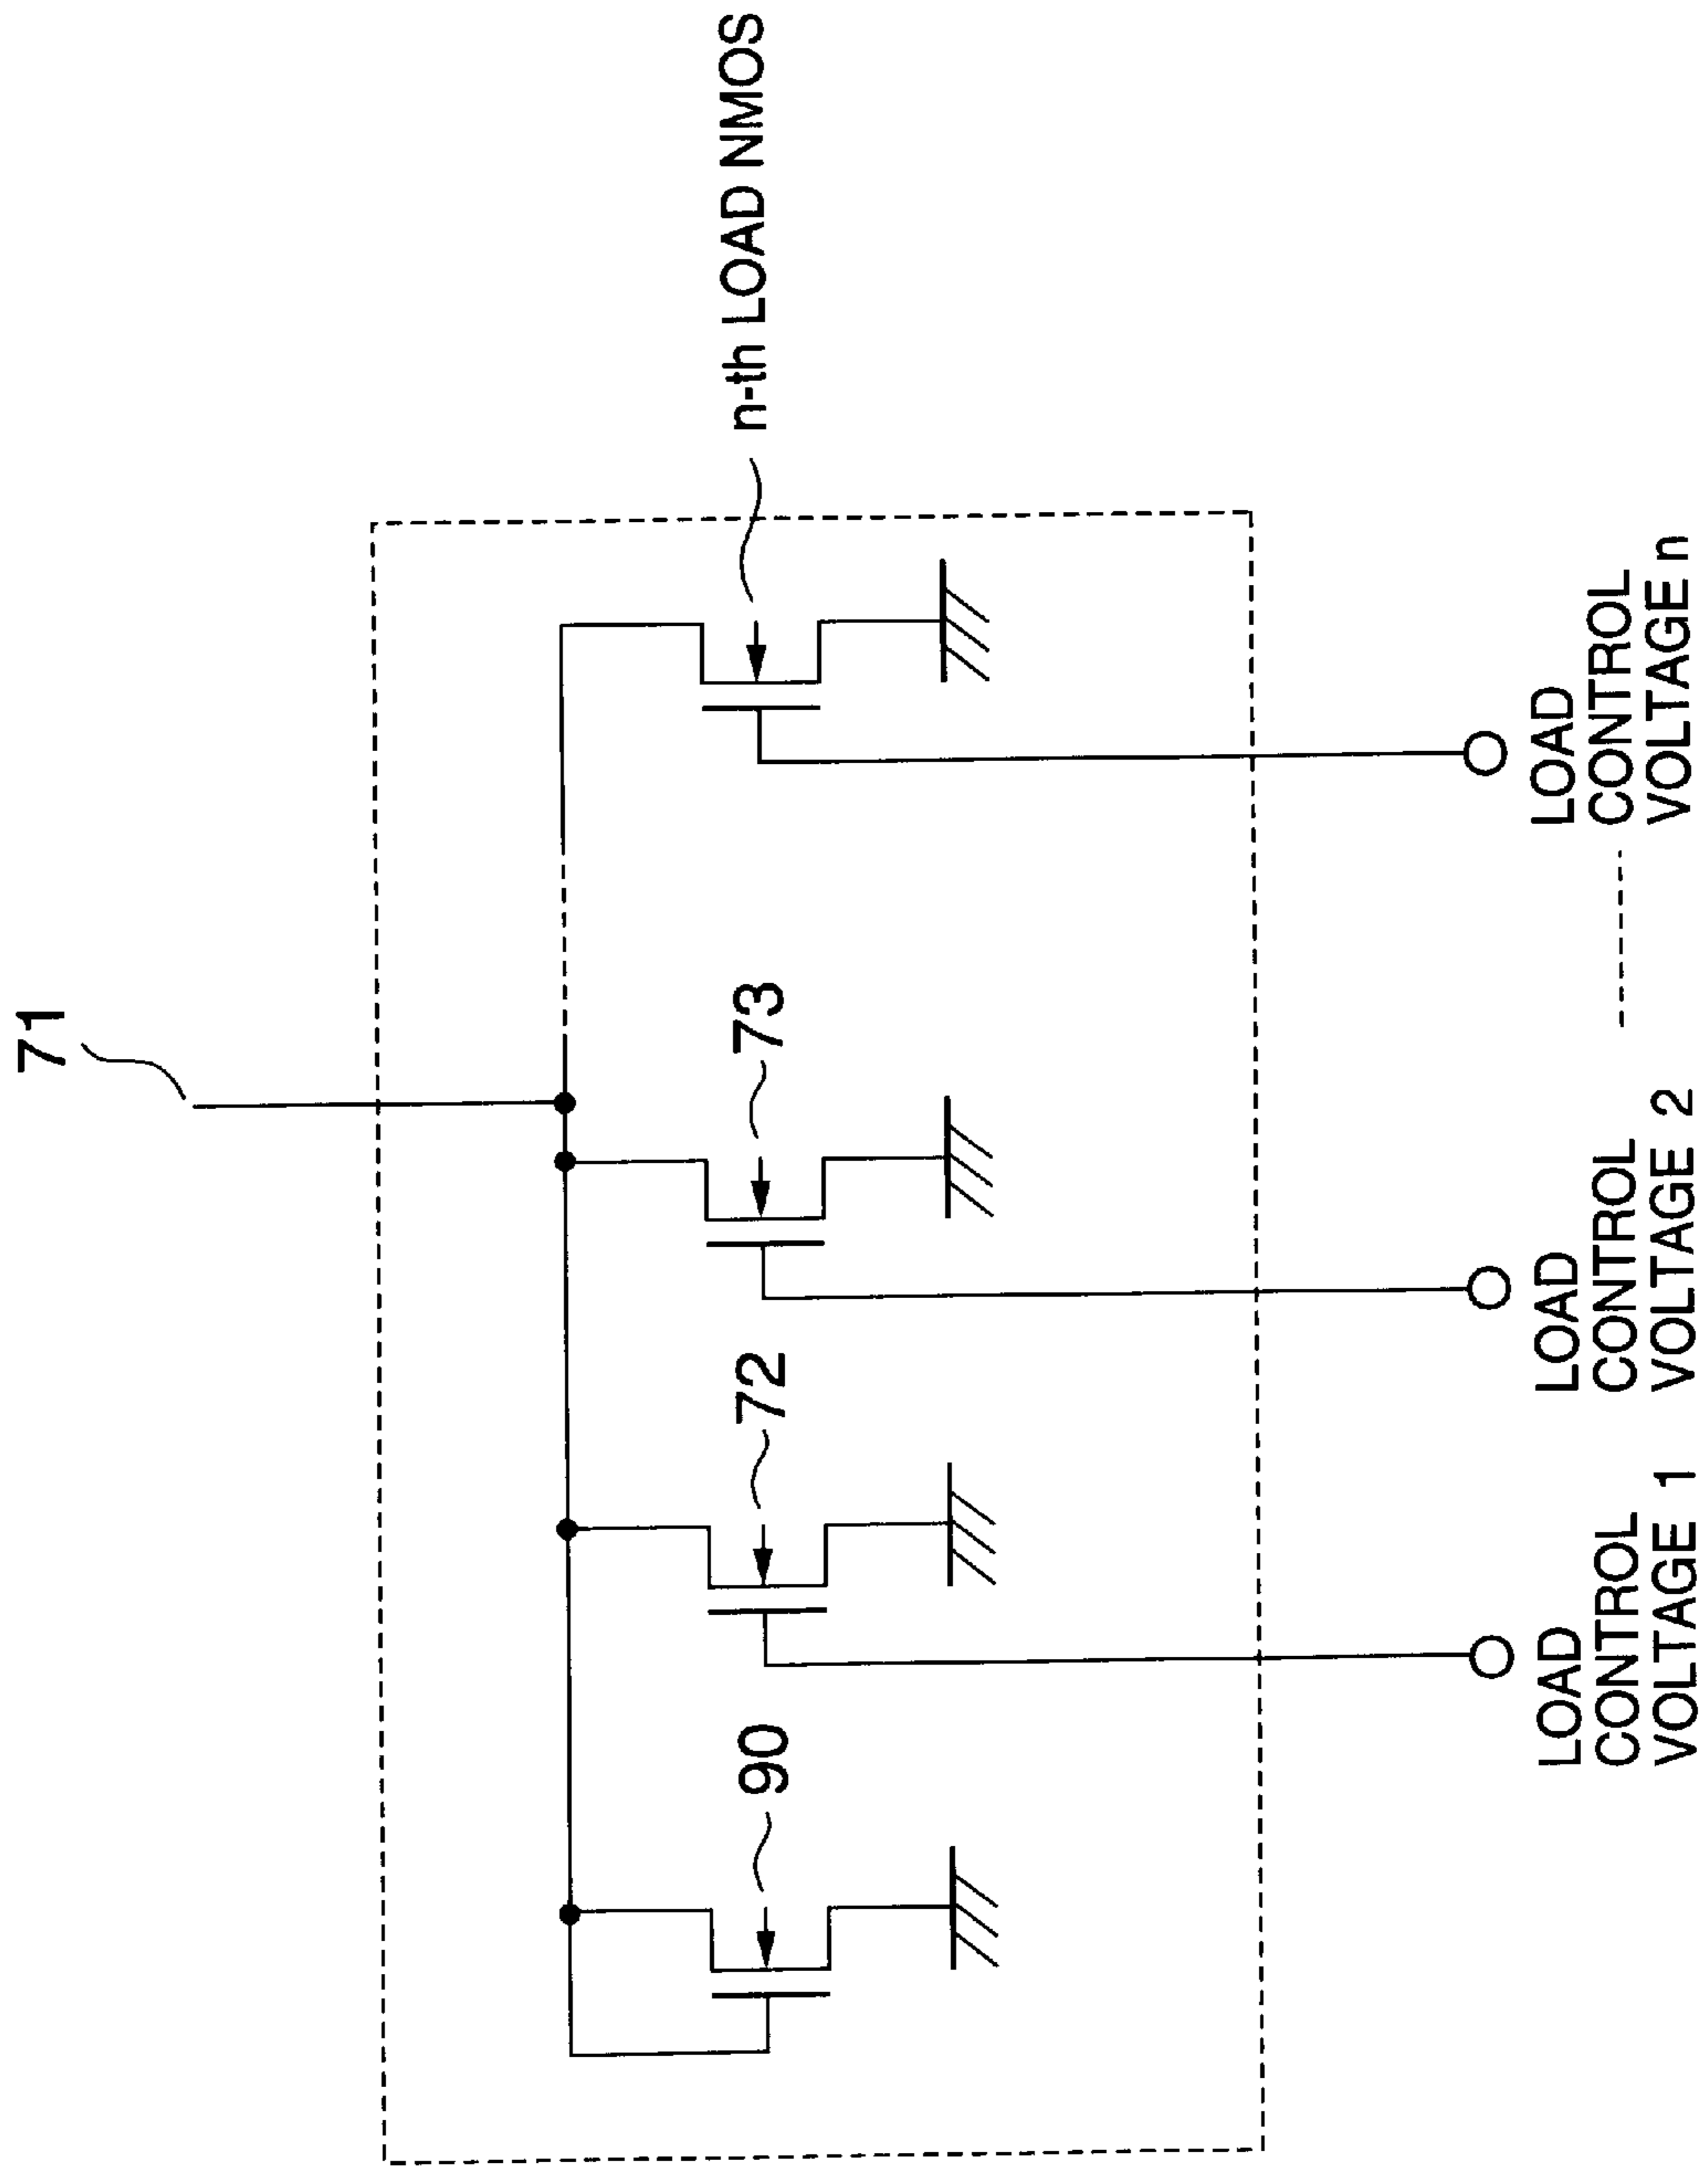 71
90
72
73
n-th LOAD NMOS
LOAD
CONTROL
VOLTAGE 1
LOAD
CONTROL
VOLTAGE 2
LOAD
CONTROL
VOLTAGE n